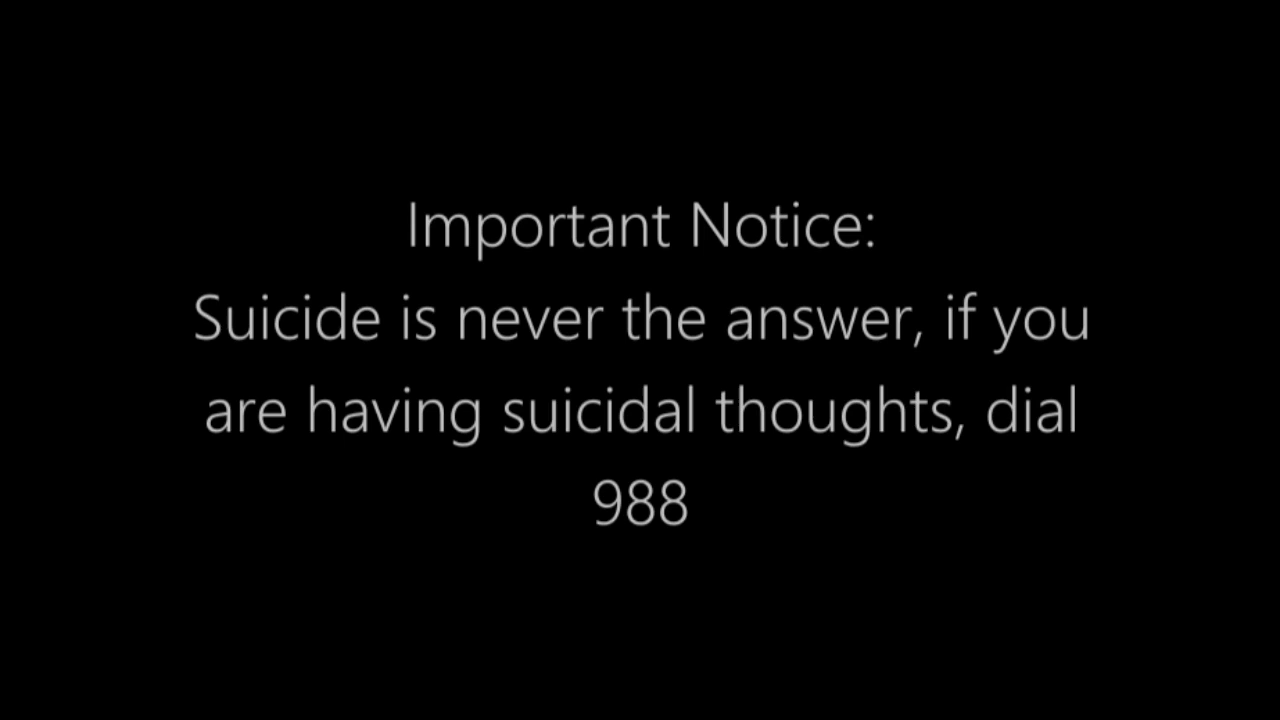 Important Notice:
Suicide is never the answer, if you
are having suicidal thoughts, dial
988